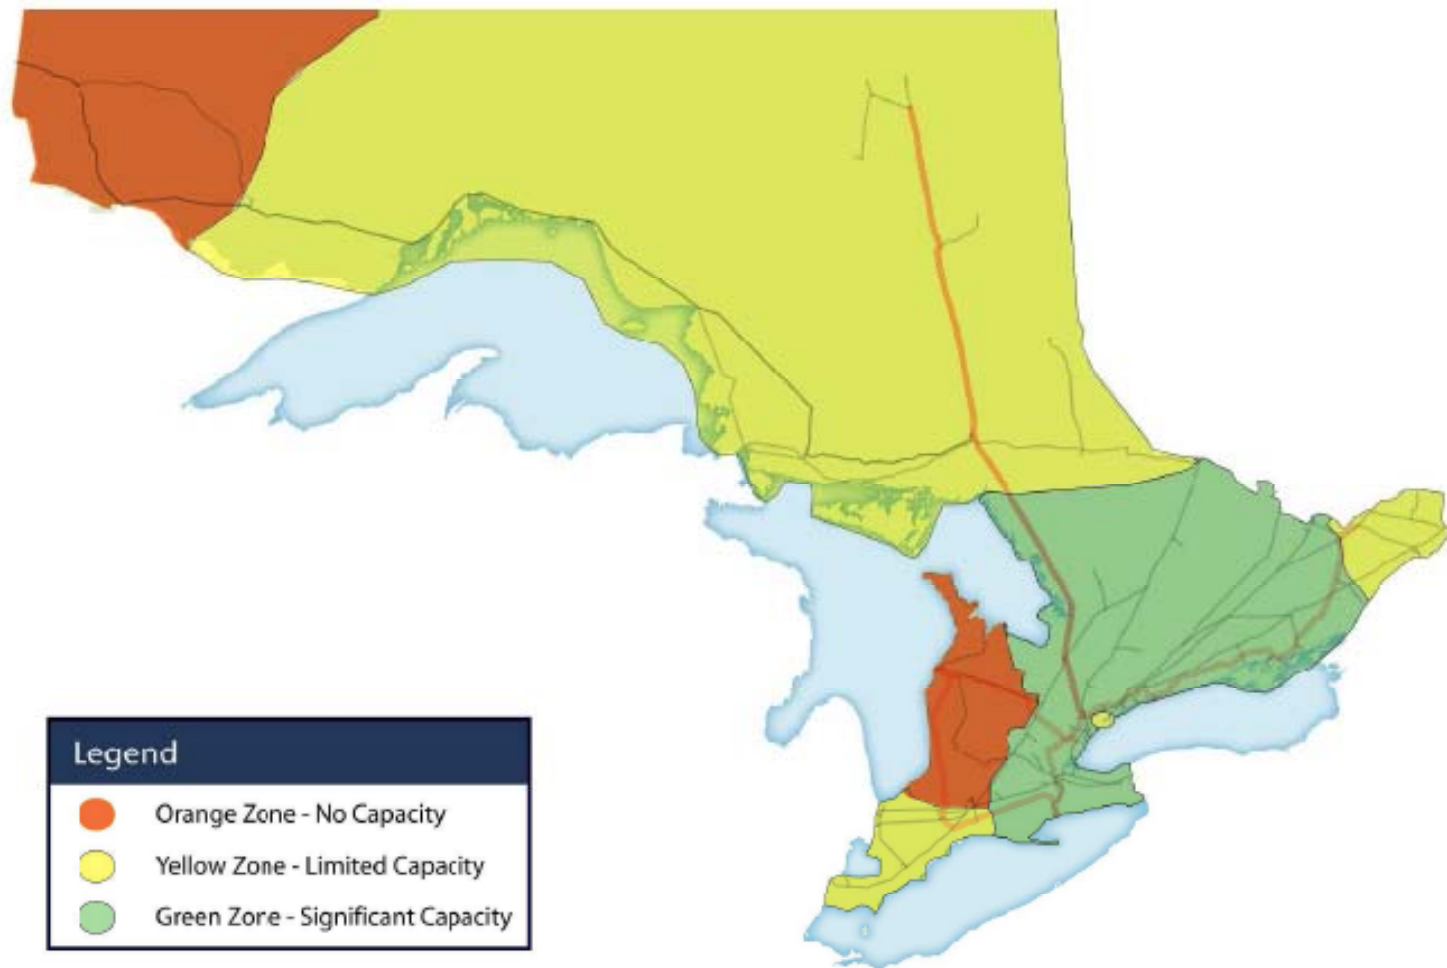 Legend
Orange Zone - No Capacity
Yellow Zone - Limited Capacity
Green Zone - Significant Capacity